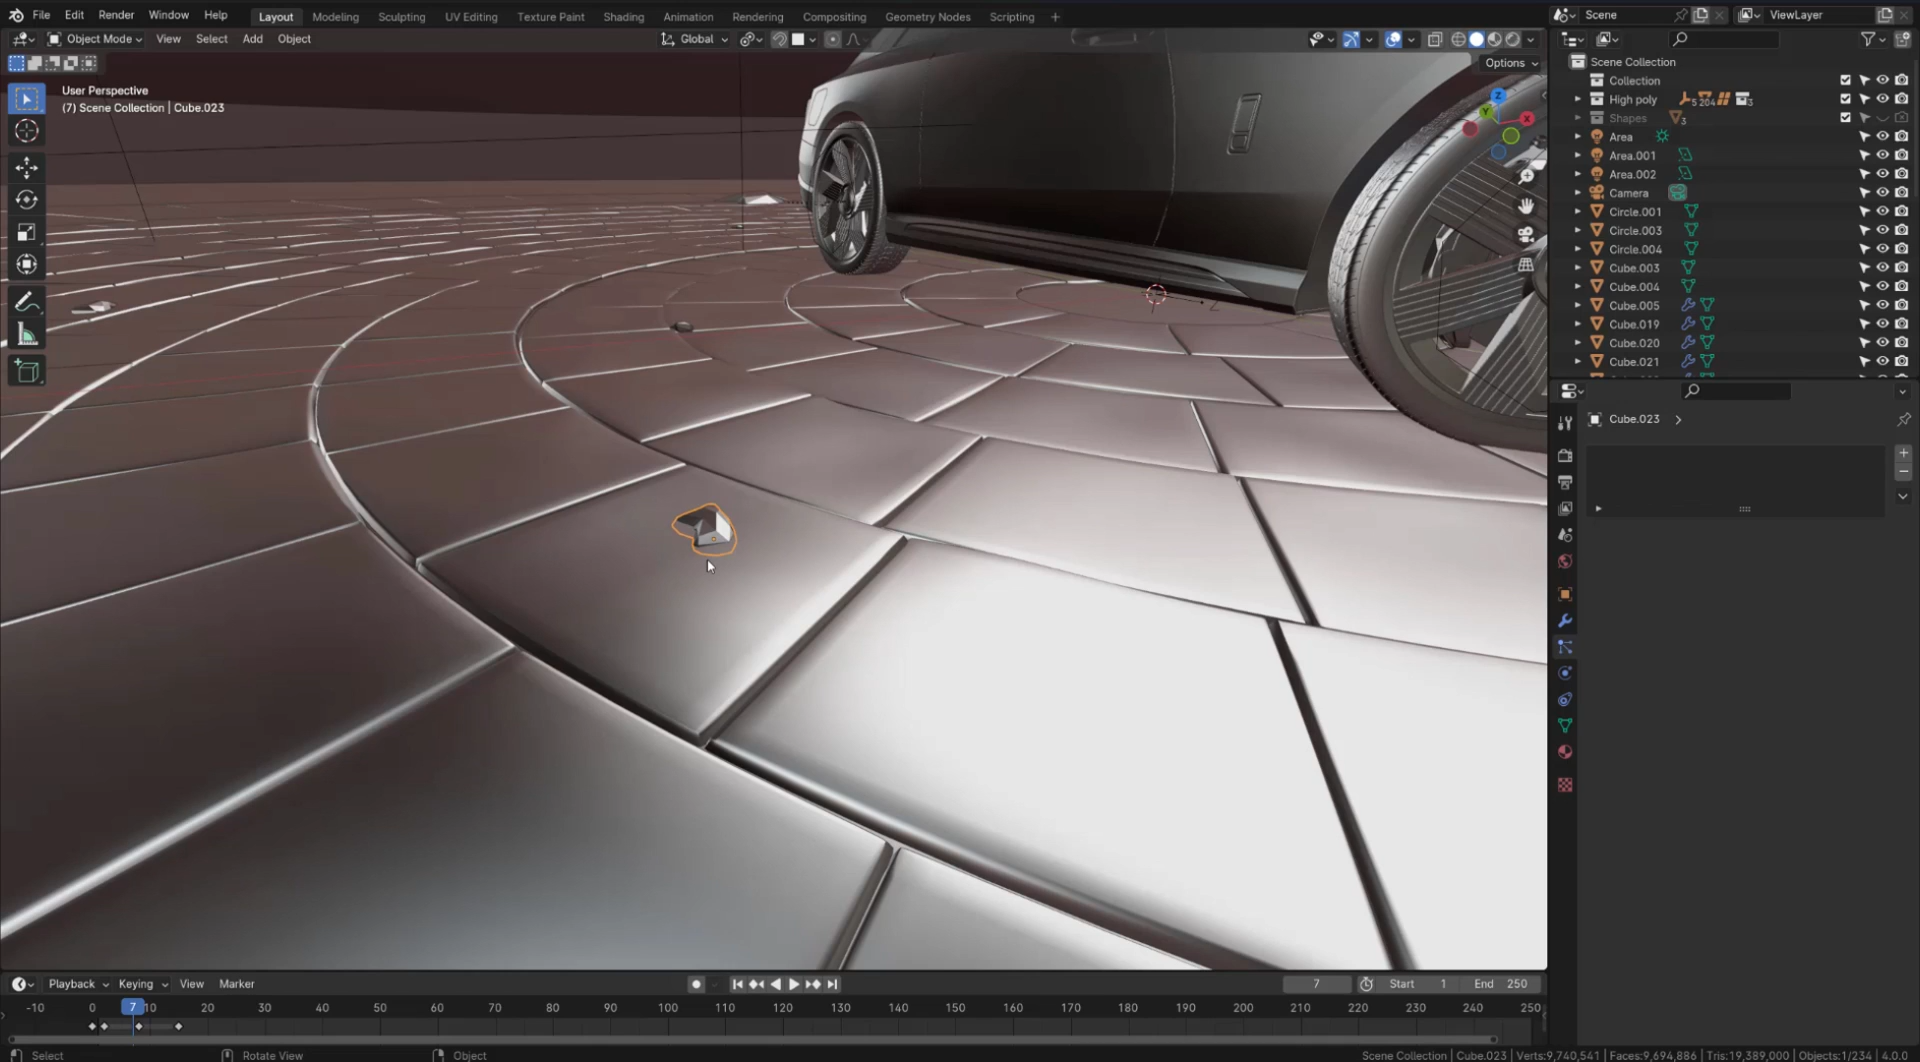 File Edit Render Window Help Layout Modeling Sculpting UV Editing Texture Paint Shading Animation Rendering Compositing Geometry Nodes Scripting + Scene ViewLayer
Object Mode View Select Add Object Global
Options
User Perspective
(7) Scene Collection | Cube.023
Z
Y
X
Scene Collection
Collection
High poly 5 204 3
Shapes 3
Area
Area.001
Area.002
Camera
Circle.001
Circle.003
Circle.004
Cube.003
Cube.004
Cube.005
Cube.019
Cube.020
Cube.021
Cube.023
Playback Keying View Marker 7 Start 1 End 250
-10 0 7 10 20 30 40 50 60 70 80 90 100 110 120 130 140 150 160 170 180 190 200 210 220 230 240 250
Select Rotate View Object Scene Collection | Cube.023 | Verts:9,740,541 | Faces:9,694,886 | Tris:19,389,000 | Objects:1/234 | 4.0.0